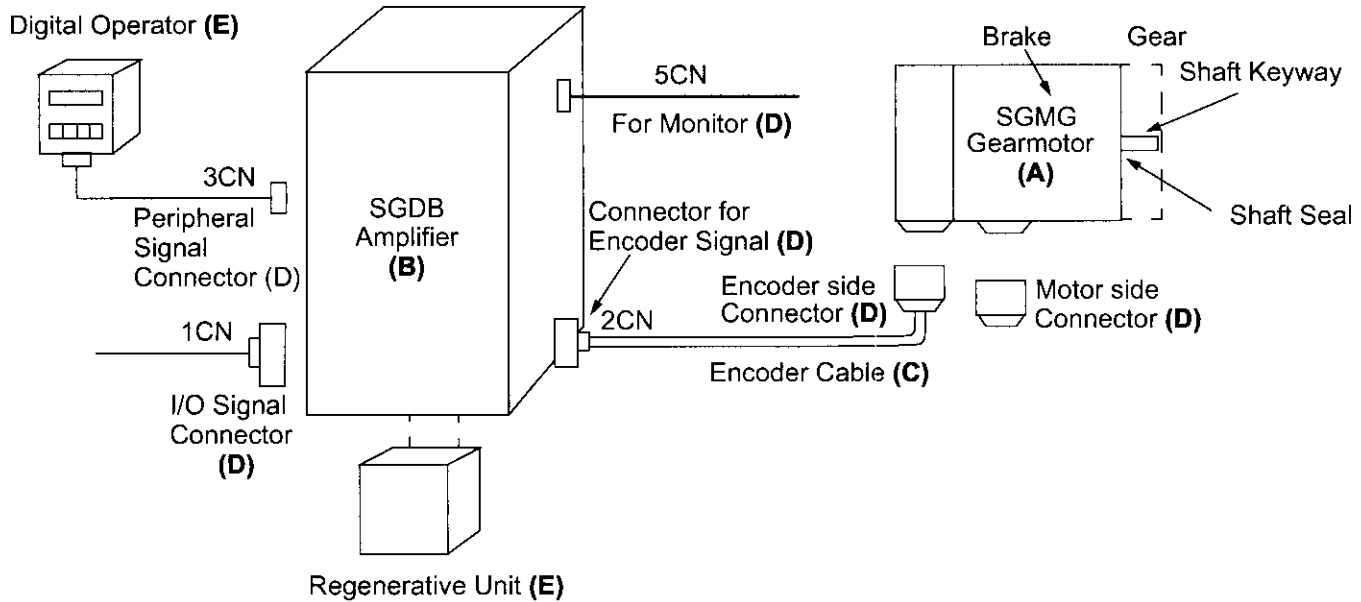 Digital Operator (E)
3CN
Peripheral
Signal
Connector (D)
1CN
I/O Signal
Connector
(D)
SGDB
Amplifier
(B)
Regenerative Unit (E)
5CN
For Monitor (D)
Connector for
Encoder Signal (D)
2CN
Encoder side
Connector (D)
Encoder Cable (C)
Motor side
Connector (D)
Brake
Gear
Shaft Keyway
SGMG
Gearmotor
(A)
Shaft Seal